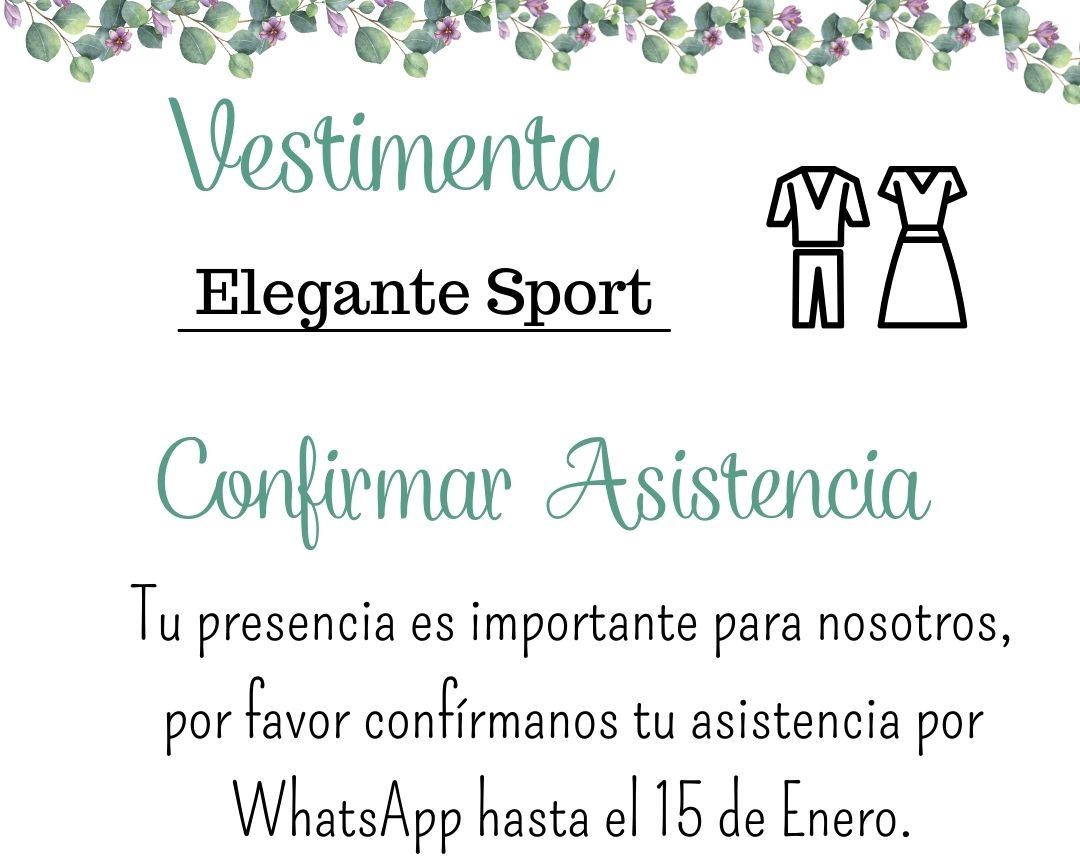 Vestimenta
Elegante Sport
Confirmar Asistencia
Tu presencia es importante para nosotros,
por favor confírmanos tu asistencia por
WhatsApp hasta el 15 de Enero.